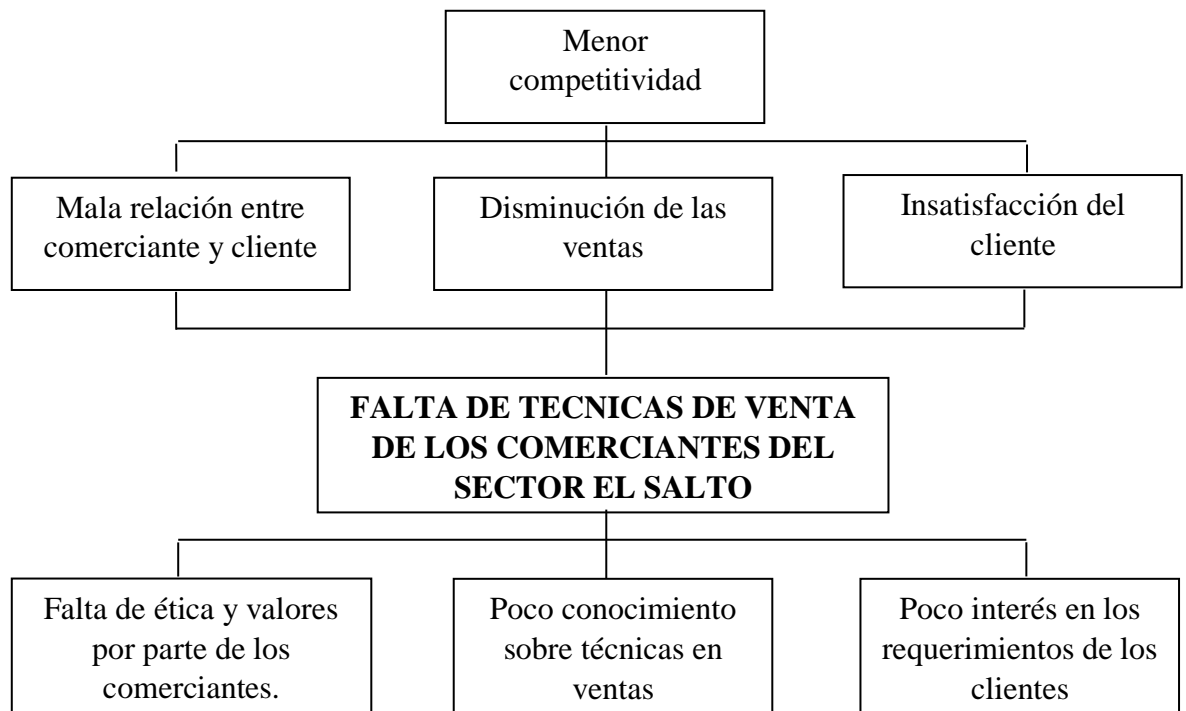 Menor
competitividad
Mala relación entre
comerciante y cliente
Disminución de las
ventas
Insatisfacción del
cliente
FALTA DE TECNICAS DE VENTA
DE LOS COMERCIANTES DEL
SECTOR EL SALTO
Falta de ética y valores
por parte de los
comerciantes.
Poco conocimiento
sobre técnicas en
ventas
Poco interés en los
requerimientos de los
clientes